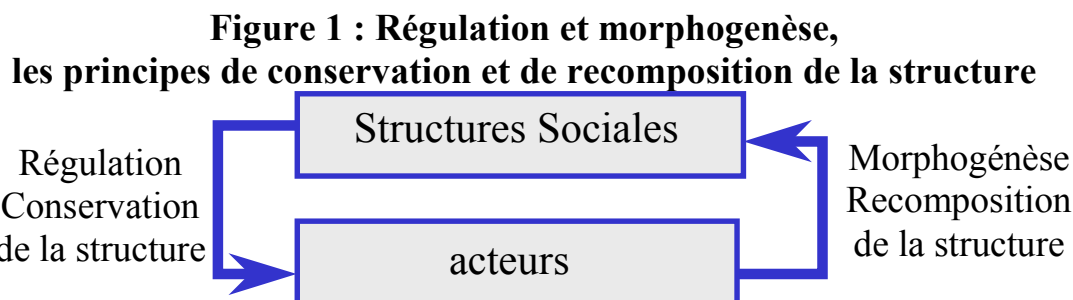 Figure 1 : Régulation et morphogenèse,
les principes de conservation et de recomposition de la structure
Structures Sociales
Régulation
Conservation
de la structure
acteurs
Morphogénèse
Recomposition
de la structure